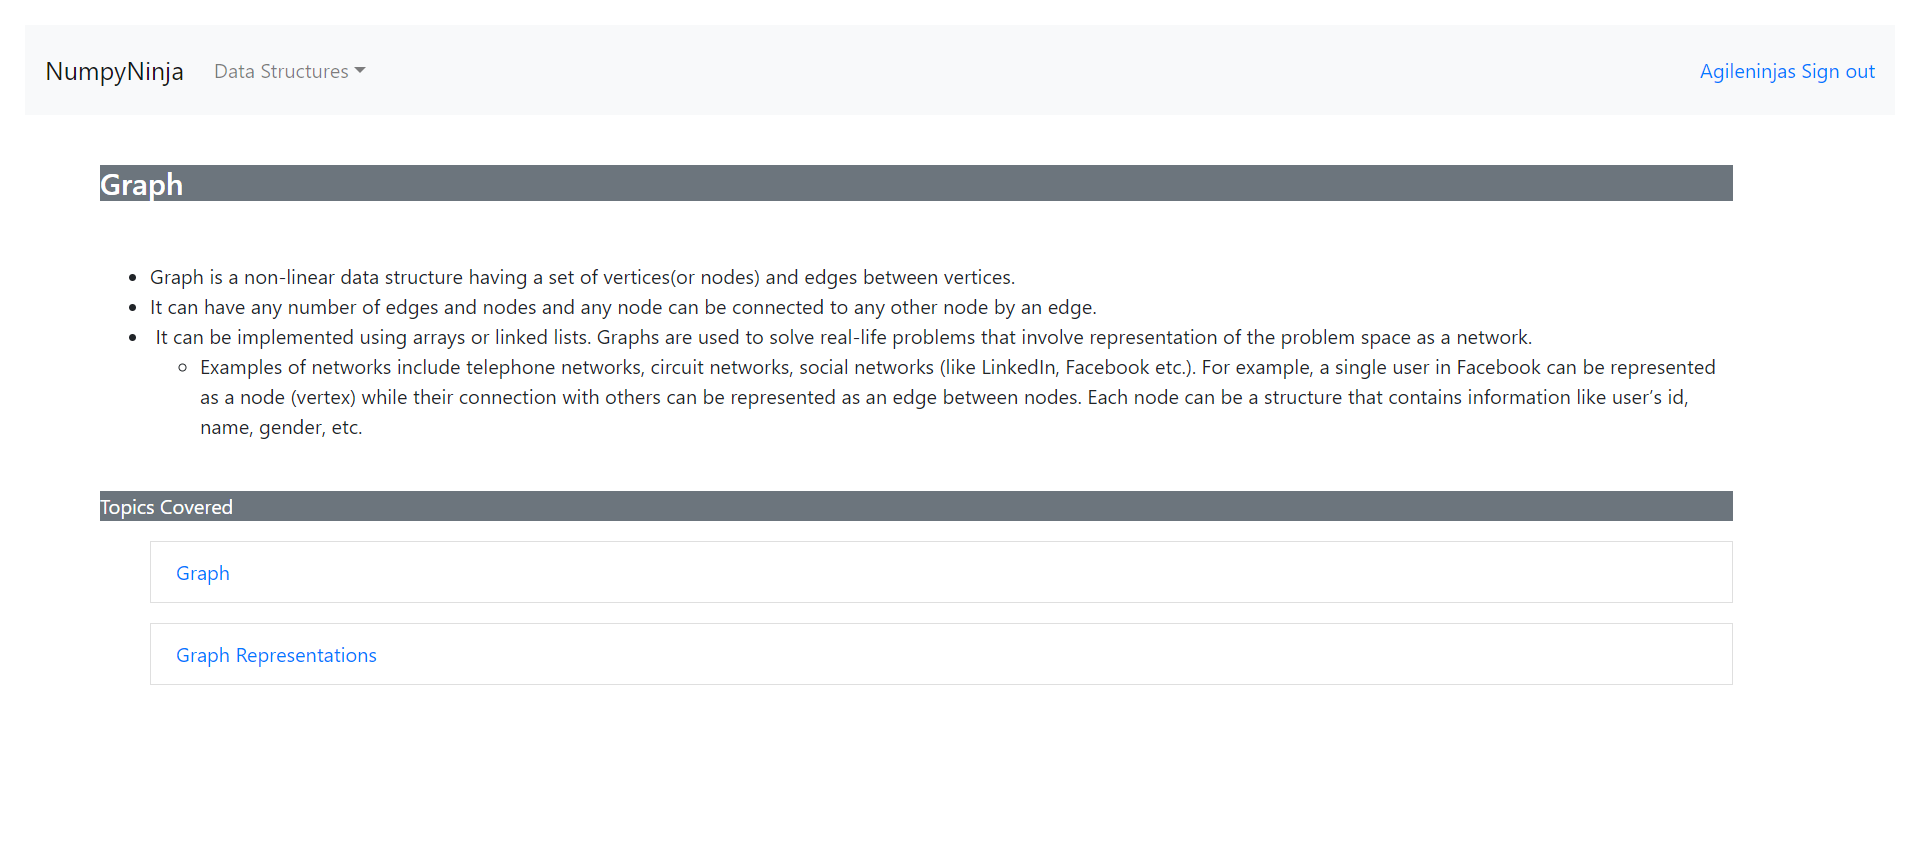 NumpyNinja Data Structures Agileninjas Sign out
Graph
Graph is a non-linear data structure having a set of vertices(or nodes) and edges between vertices.
It can have any number of edges and nodes and any node can be connected to any other node by an edge.
It can be implemented using arrays or linked lists. Graphs are used to solve real-life problems that involve representation of the problem space as a network.
Examples of networks include telephone networks, circuit networks, social networks (like LinkedIn, Facebook etc.). For example, a single user in Facebook can be represented
as a node (vertex) while their connection with others can be represented as an edge between nodes. Each node can be a structure that contains information like user’s id,
name, gender, etc.
Topics Covered
Graph
Graph Representations